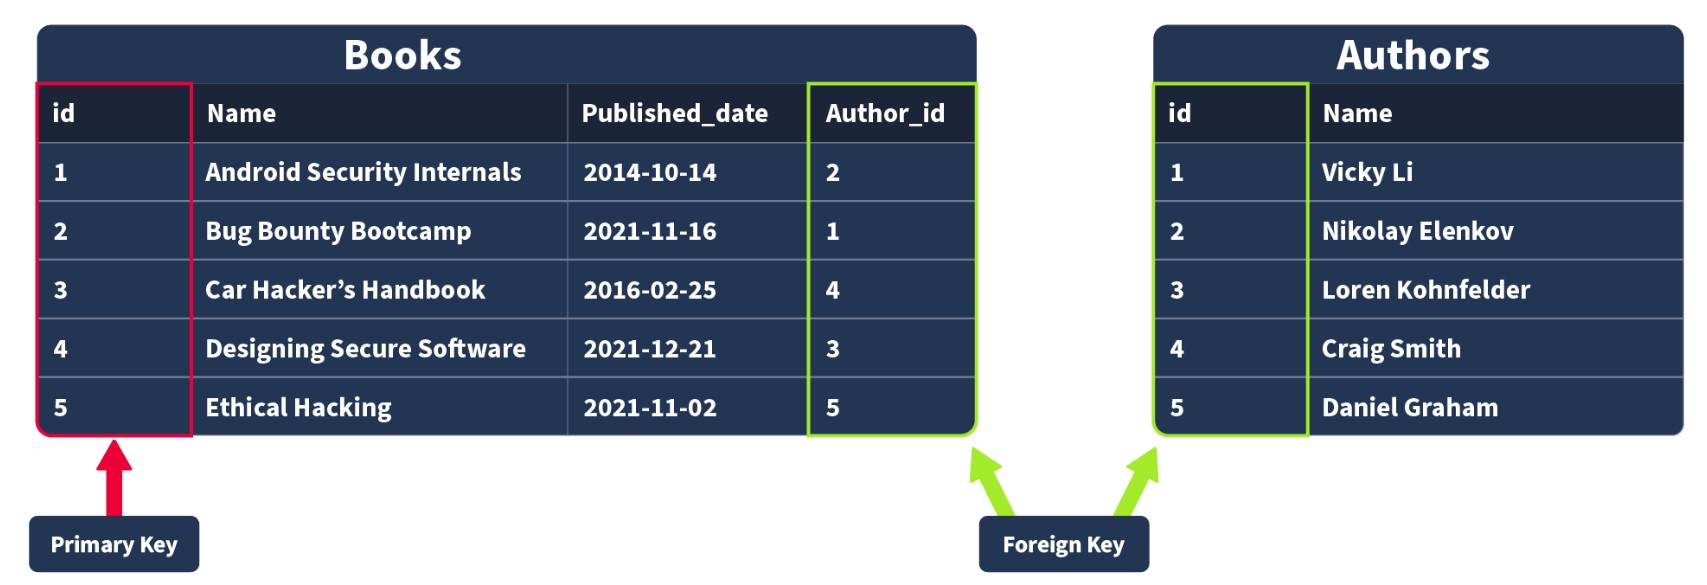 Books
id Name Published_date Author_id
1 Android Security Internals 2014-10-14 2
2 Bug Bounty Bootcamp 2021-11-16 1
3 Car Hacker’s Handbook 2016-02-25 4
4 Designing Secure Software 2021-12-21 3
5 Ethical Hacking 2021-11-02 5
Authors
id Name
1 Vicky Li
2 Nikolay Elenkov
3 Loren Kohnfelder
4 Craig Smith
5 Daniel Graham
Primary Key
Foreign Key